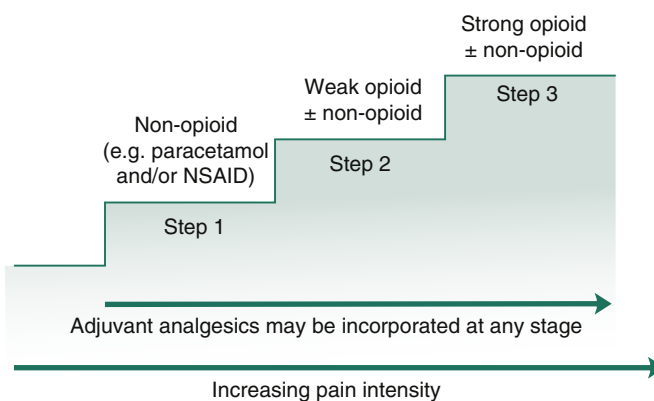 Strong opioid
± non-opioid
Step 3
Weak opioid
± non-opioid
Step 2
Non-opioid
(e.g. paracetamol
and/or NSAID)
Step 1
Adjuvant analgesics may be incorporated at any stage
Increasing pain intensity